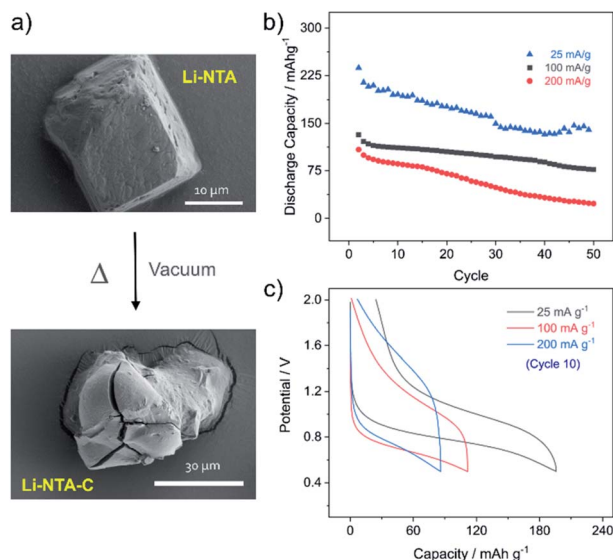 a)
Li-NTA
10 µm
Δ
Vacuum
Li-NTA-C
30 µm
b)
Discharge Capacity / mAhg⁻¹
300
225
150
75
0
25 mA/g
100 mA/g
200 mA/g
0
10
20
30
40
50
Cycle
c)
Potential / V
2.0
1.6
1.2
0.8
0.4
25 mA g⁻¹
100 mA g⁻¹
200 mA g⁻¹
(Cycle 10)
0
60
120
180
240
Capacity / mAh g⁻¹